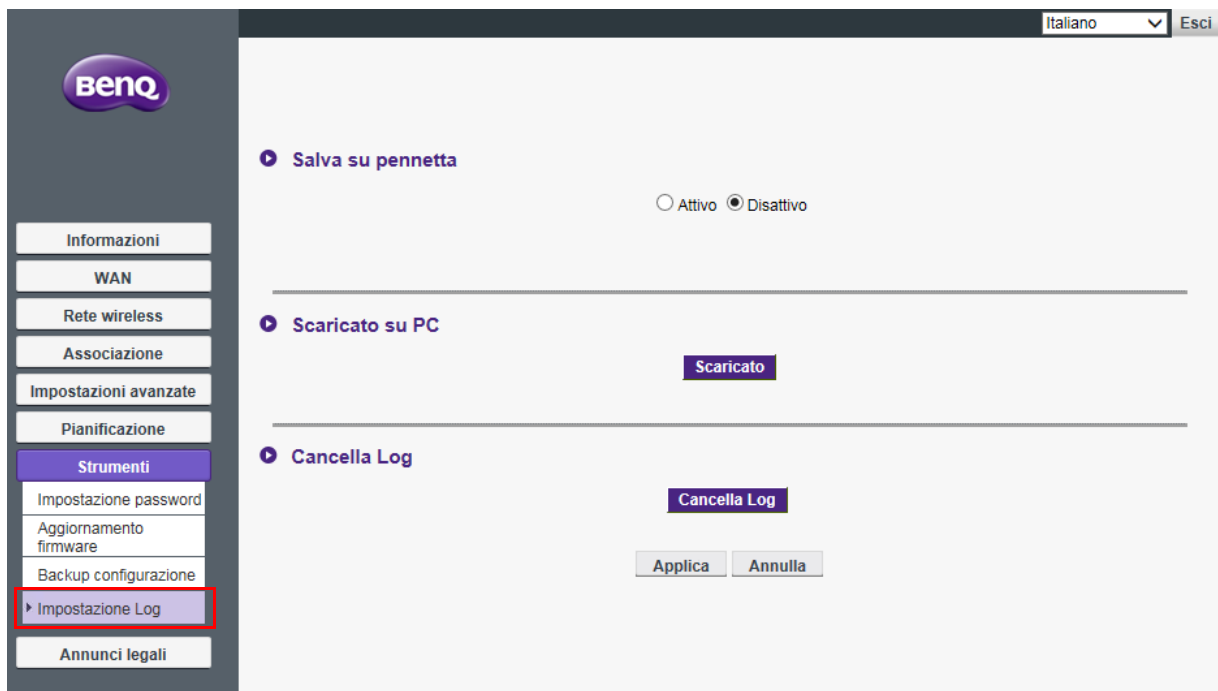 Italiano Esci
BenQ
Salva su pennetta
Attivo Disattivo
Informazioni
WAN
Rete wireless
Scaricato su PC
Associazione
Scaricato
Impostazioni avanzate
Pianificazione
Cancella Log
Strumenti
Impostazione password
Cancella Log
Aggiornamento
firmware
Backup configurazione
Applica Annulla
Impostazione Log
Annunci legali